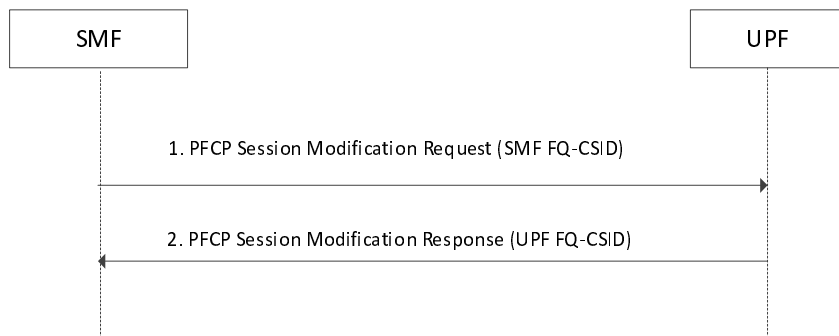 SMF
UPF
1. PFCP Session Modification Request (SMF FQ-CSID)
2. PFCP Session Modification Response (UPF FQ-CSID)